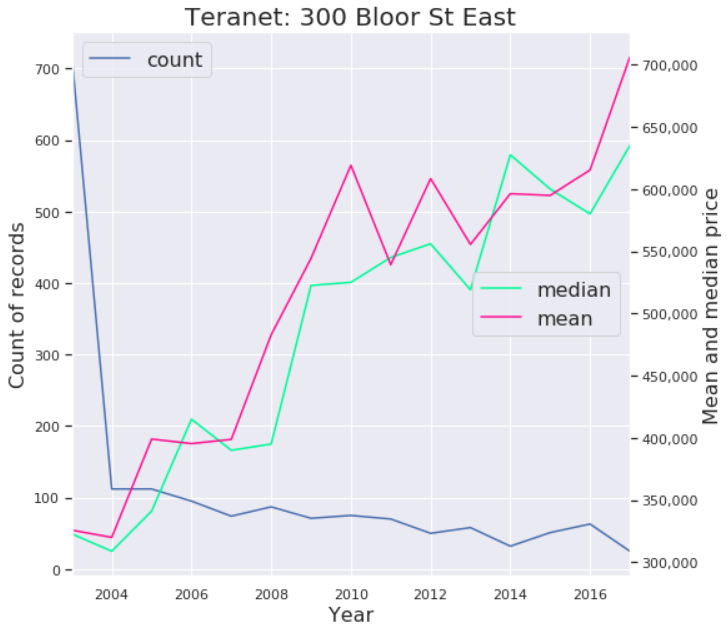 Teranet: 300 Bloor St East
count
700
600
500
400
300
200
100
0
Count of records
700,000
650,000
600,000
550,000
500,000
450,000
400,000
350,000
300,000
Mean and median price
median
mean
2004 2006 2008 2010 2012 2014 2016
Year